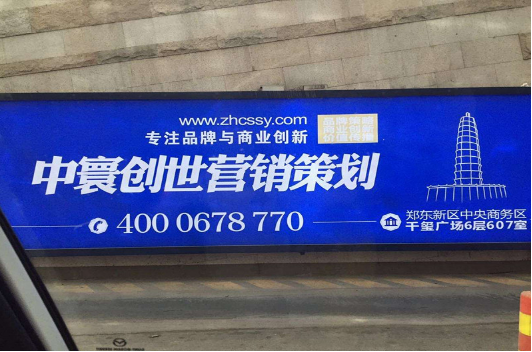 www.zhcssy.com
专注品牌与商业创新
中寰创世营销策划
400 0678 770
郑东新区中央商务区
千玺广场6层607室